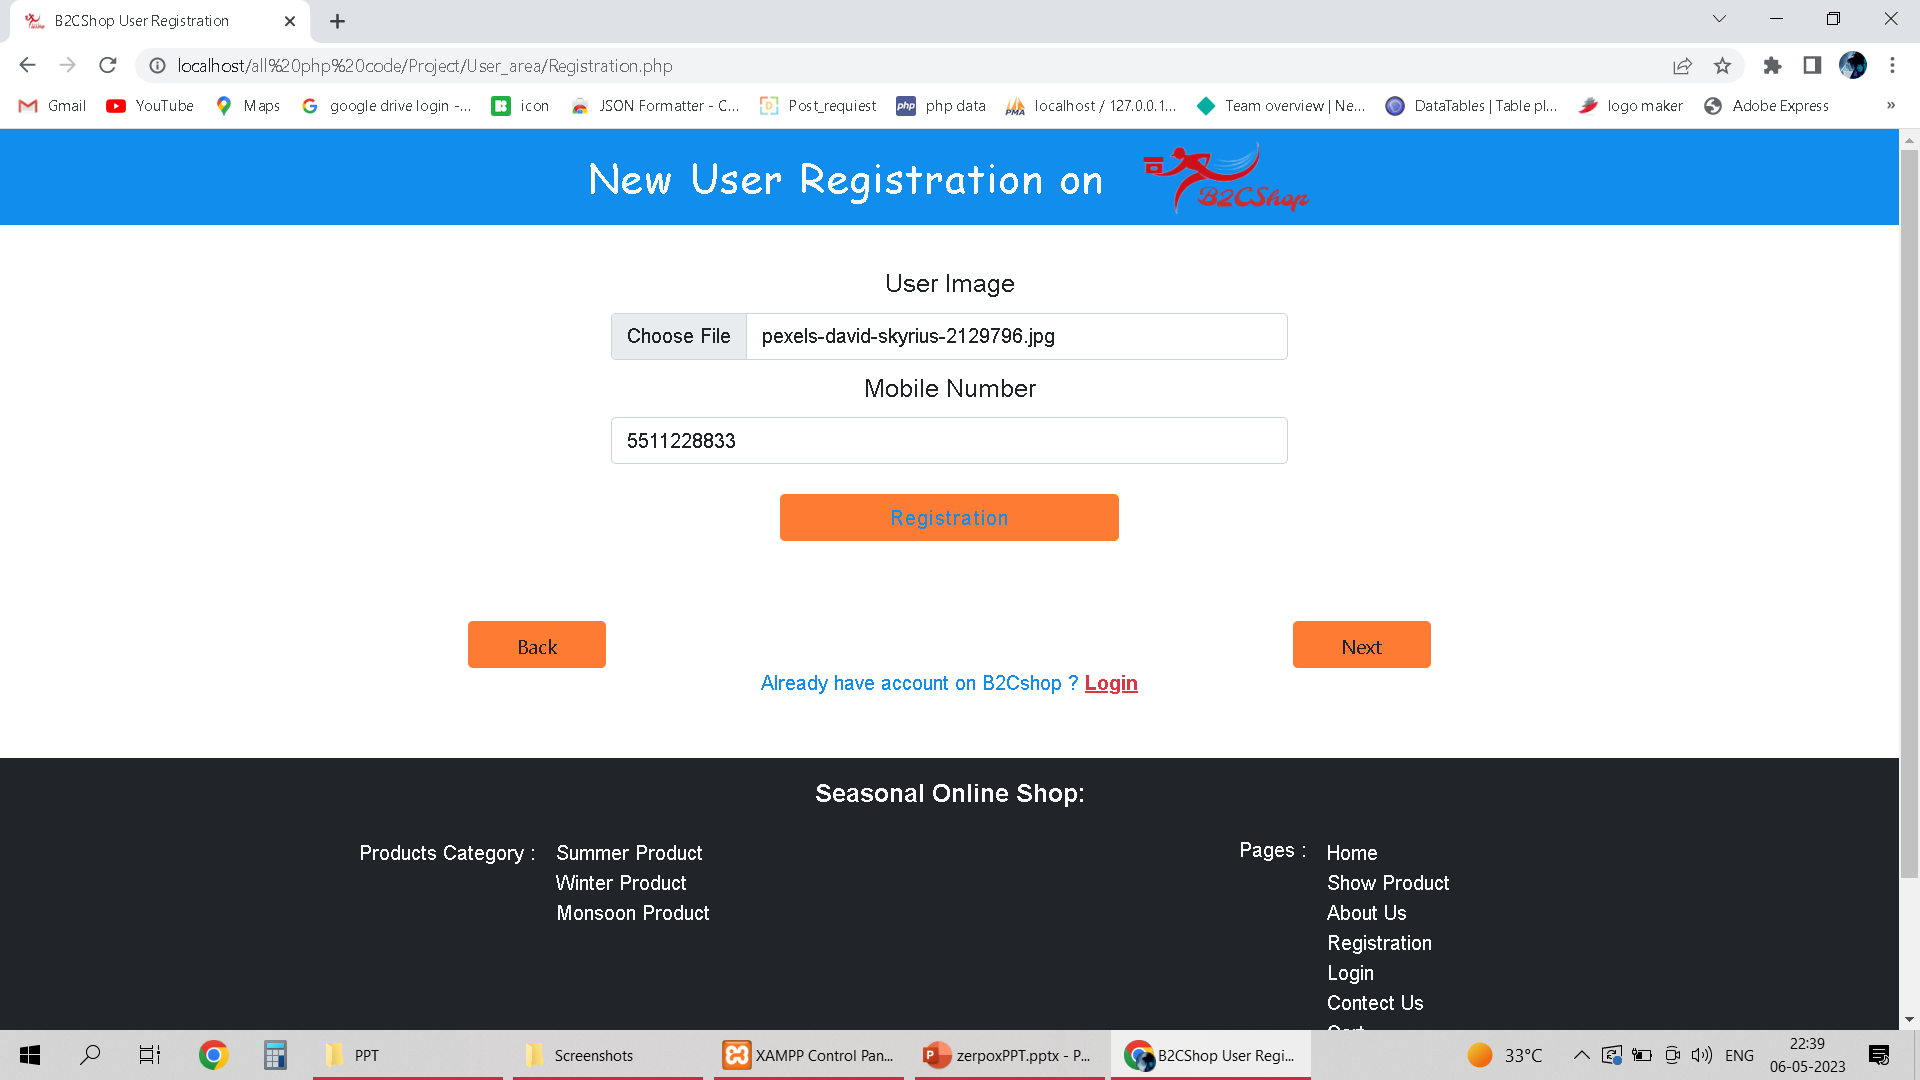 B2CShop User Registration
localhost/all%20php%20code/Project/User_area/Registration.php
Gmail YouTube Maps google drive login -... icon JSON Formatter - C... Post_requiest php php data PMA localhost / 127.0.0.1... Team overview | Ne... DataTables | Table pl... logo maker Adobe Express »
New User Registration on B2CShop
User Image
Choose File pexels-david-skyrius-2129796.jpg
Mobile Number
5511228833
Registration
Back Next
Already have account on B2Cshop ? Login
Seasonal Online Shop:
Products Category : Summer Product
Winter Product
Monsoon Product
Pages : Home
Show Product
About Us
Registration
Login
Contect Us
Cart
PPT Screenshots XAMPP Control Pan... zerpoxPPT.pptx - P... B2CShop User Regi... 33°C ENG 22:39
06-05-2023